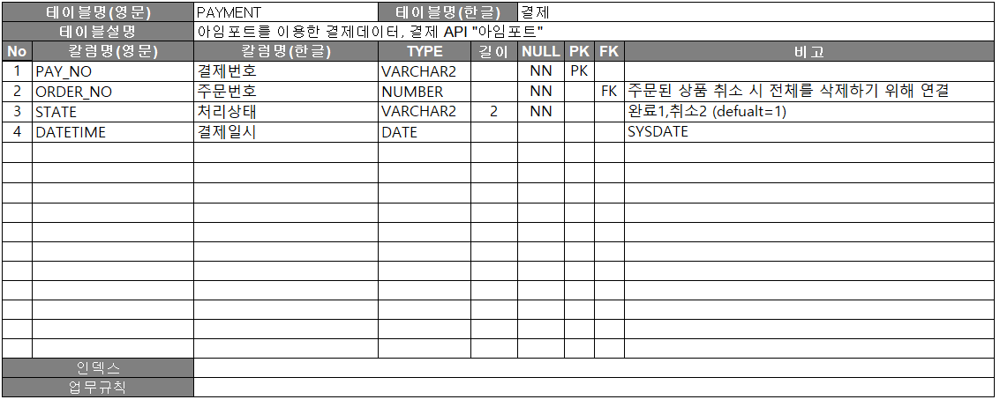 테이블명(영문) PAYMENT 테이블명(한글) 결제
테이블설명 아임포트를 이용한 결제데이터, 결제 API "아임포트"
No 칼럼명(영문) 칼럼명(한글) TYPE 길이 NULL PK FK 비고
1 PAY_NO 결제번호 VARCHAR2 NN PK
2 ORDER_NO 주문번호 NUMBER NN FK 주문된 상품 취소 시 전체를 삭제하기 위해 연결
3 STATE 처리상태 VARCHAR2 2 NN 완료1,취소2 (defualt=1)
4 DATETIME 결제일시 DATE SYSDATE
인덱스
업무규칙